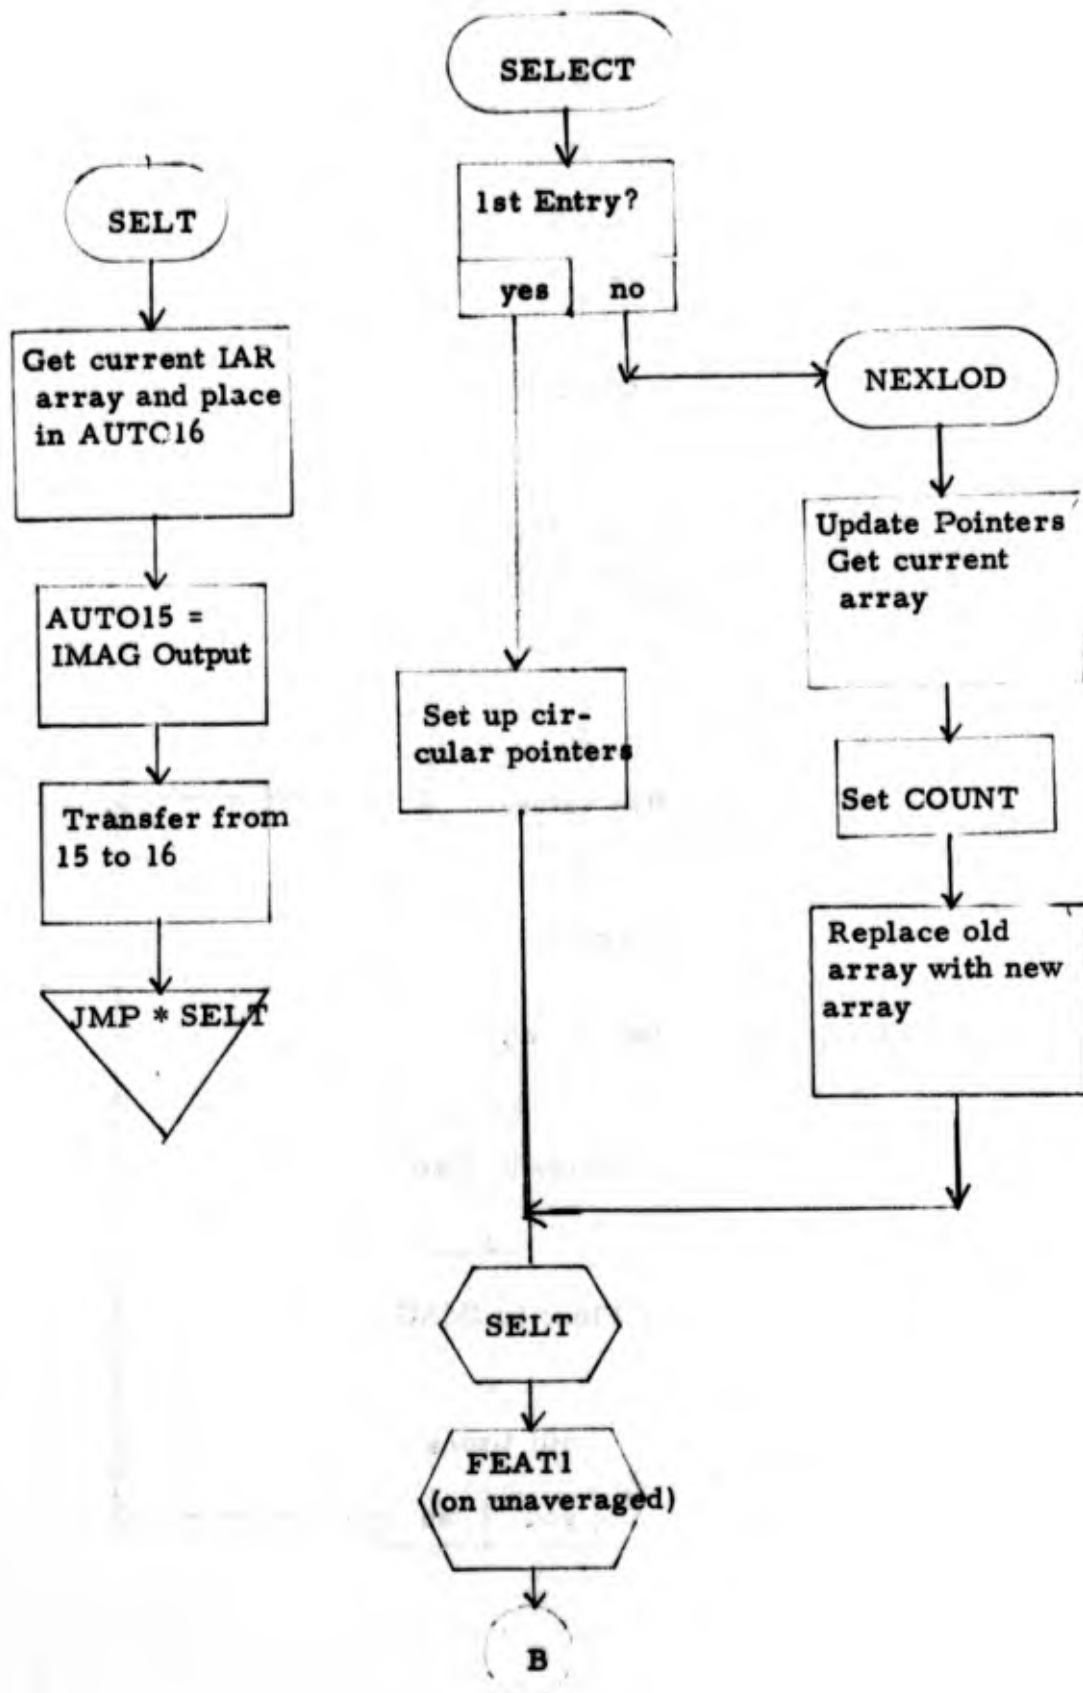 SELECT
1st Entry?
yes
no
SELT
Get current IAR
array and place
in AUTO16
AUTO15 =
IMAG Output
Transfer from
15 to 16
JMP * SELT
Set up cir-
cular pointers
NEXLOD
Update Pointers
Get current
array
Set COUNT
Replace old
array with new
array
SELT
FEAT1
(on unaveraged)
B